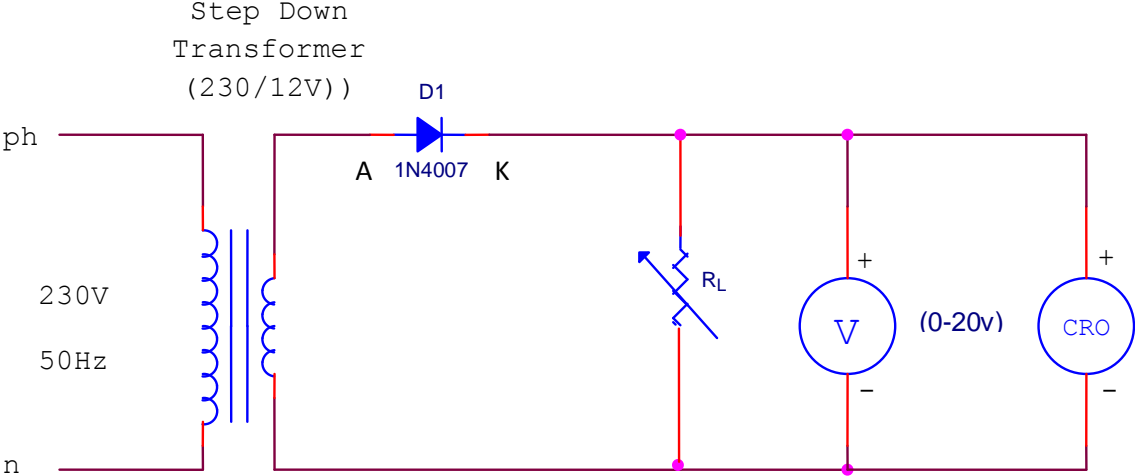 Step Down
Transformer
(230/12V))
D1
ph
A 1N4007 K
+ +
230V
RL
V (0-20v) CRO
50Hz
− −
n